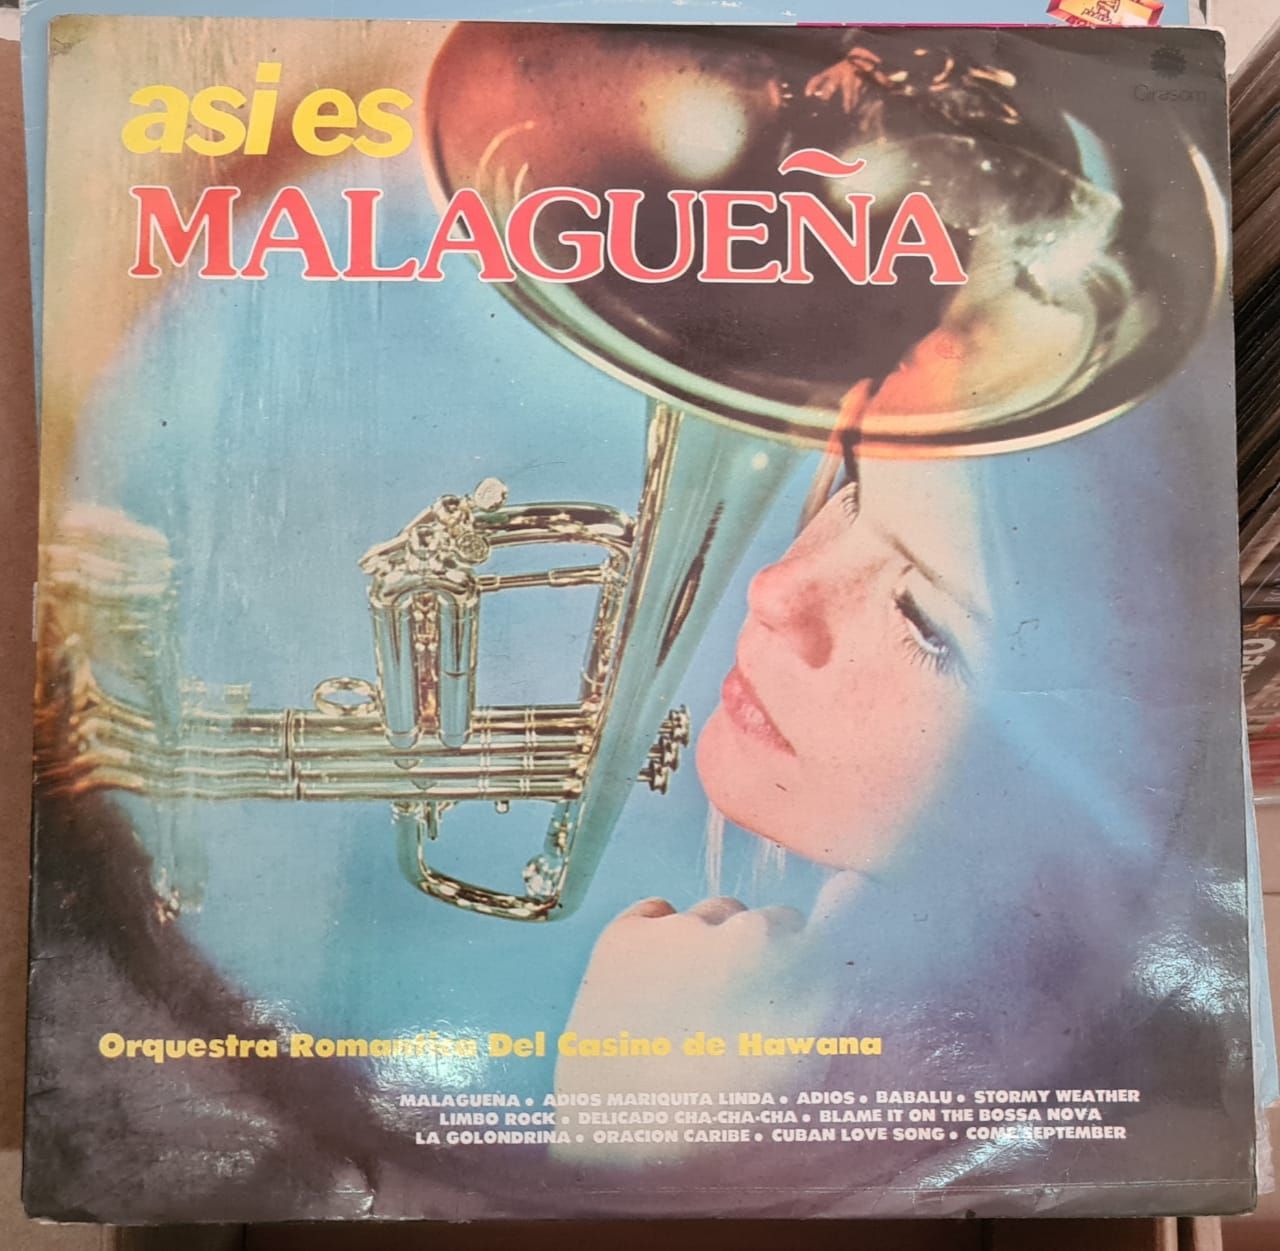 asi es
MALAGUEÑA
Girasom
Orquestra Romantica Del Casino de Hawana
MALAGUEÑA • ADIOS MARIQUITA LINDA • ADIOS • BABALU • STORMY WEATHER
LIMBO ROCK • DELICADO CHA-CHA-CHA • BLAME IT ON THE BOSSA NOVA
LA GOLONDRINA • ORACION CARIBE • CUBAN LOVE SONG • COME SEPTEMBER